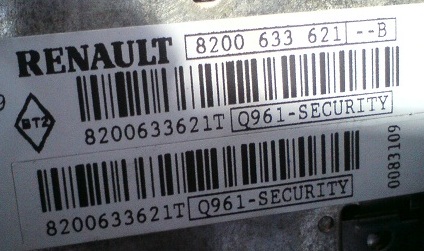 RENAULT 8200 633 621 --B
8200633621T Q961-SECURITY
8200633621T Q961-SECURITY
0083109